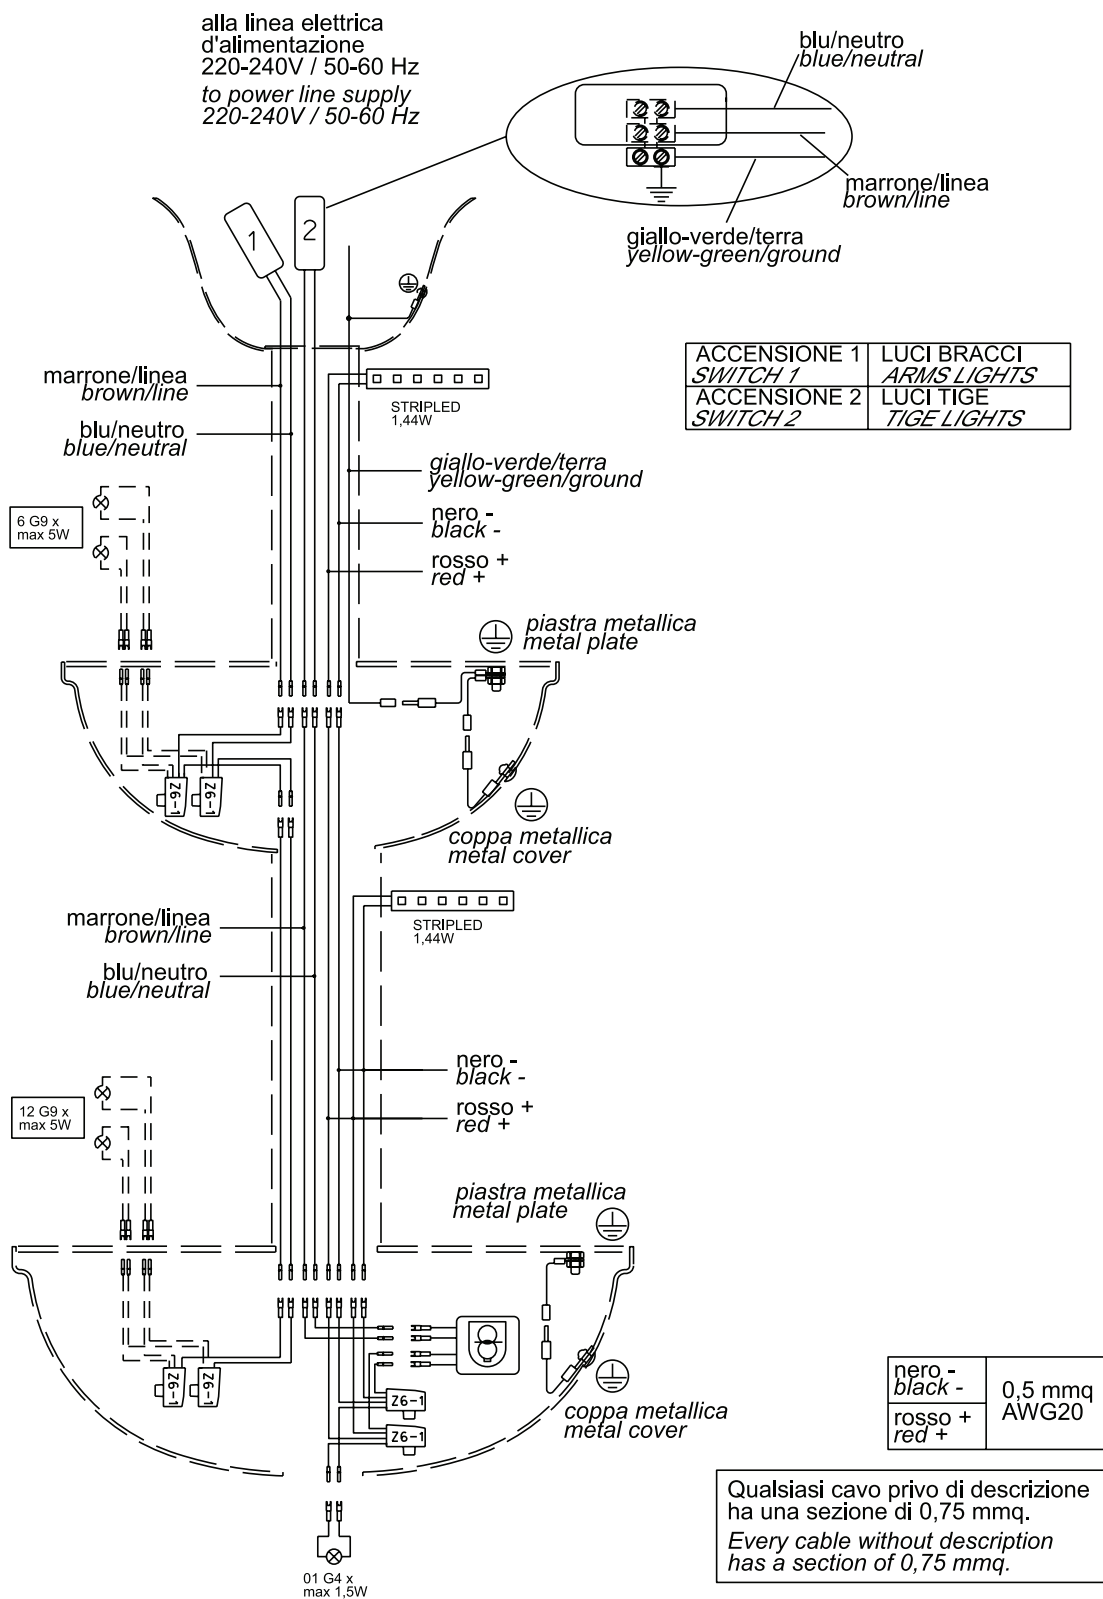 alla linea elettrica
d'alimentazione
220-240V / 50-60 Hz
to power line supply
220-240V / 50-60 Hz
blu/neutro
blue/neutral
marrone/linea
brown/line
giallo-verde/terra
yellow-green/ground
1
2
ACCENSIONE 1 LUCI BRACCI
SWITCH 1 ARMS LIGHTS
ACCENSIONE 2 LUCI TIGE
SWITCH 2 TIGE LIGHTS
marrone/linea
brown/line
STRIPLED
1,44W
blu/neutro
blue/neutral
giallo-verde/terra
yellow-green/ground
6 G9 x
max 5W
nero -
black -
rosso +
red +
piastra metallica
metal plate
Z6-1
Z6-1
coppa metallica
metal cover
STRIPLED
1,44W
marrone/linea
brown/line
blu/neutro
blue/neutral
nero -
black -
12 G9 x
max 5W
rosso +
red +
piastra metallica
metal plate
Z6-1
Z6-1
Z6-1
Z6-1
coppa metallica
metal cover
nero -
black -
0,5 mmq
AWG20
rosso +
red +
Qualsiasi cavo privo di descrizione
ha una sezione di 0,75 mmq.
Every cable without description
has a section of 0,75 mmq.
01 G4 x
max 1,5W